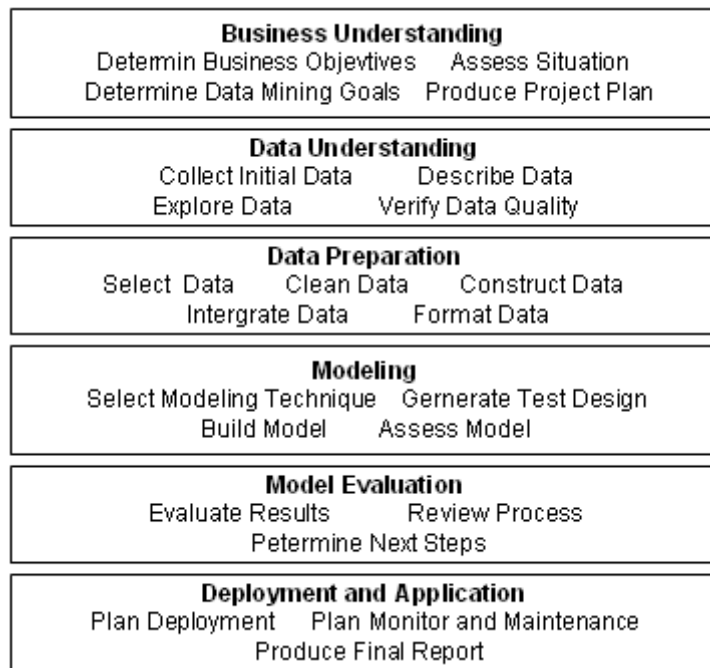 Business Understanding
Determin Business Objevtives Assess Situation
Determine Data Mining Goals Produce Project Plan
Data Understanding
Collect Initial Data Describe Data
Explore Data Verify Data Quality
Data Preparation
Select Data Clean Data Construct Data
Intergrate Data Format Data
Modeling
Select Modeling Technique Gernerate Test Design
Build Model Assess Model
Model Evaluation
Evaluate Results Review Process
Petermine Next Steps
Deployment and Application
Plan Deployment Plan Monitor and Maintenance
Produce Final Report